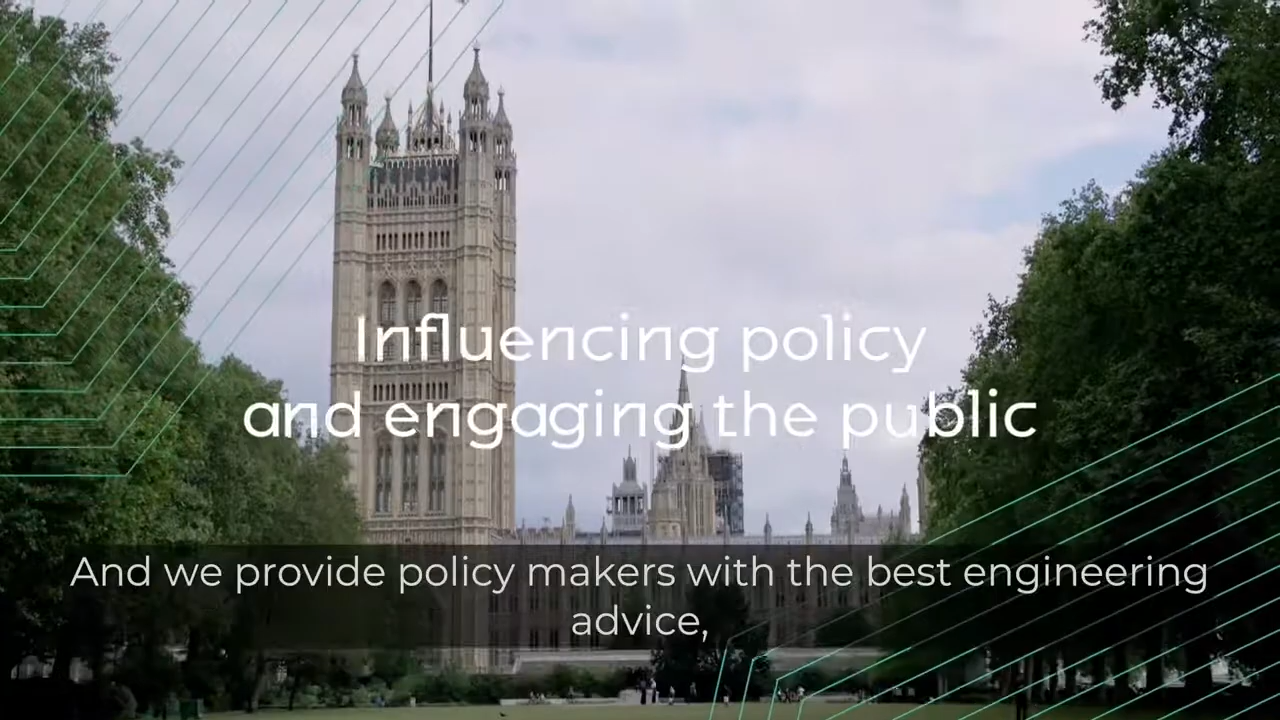 Influencing policy
and engaging the public
And we provide policy makers with the best engineering
advice,